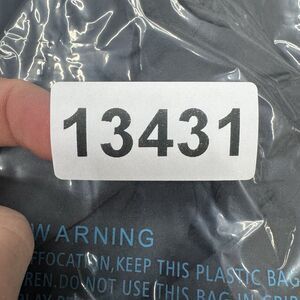 13431
WARNING
FFOCATION,KEEP THIS PLASTIC BAG
REN.DO NOT USE THIS BAG IN